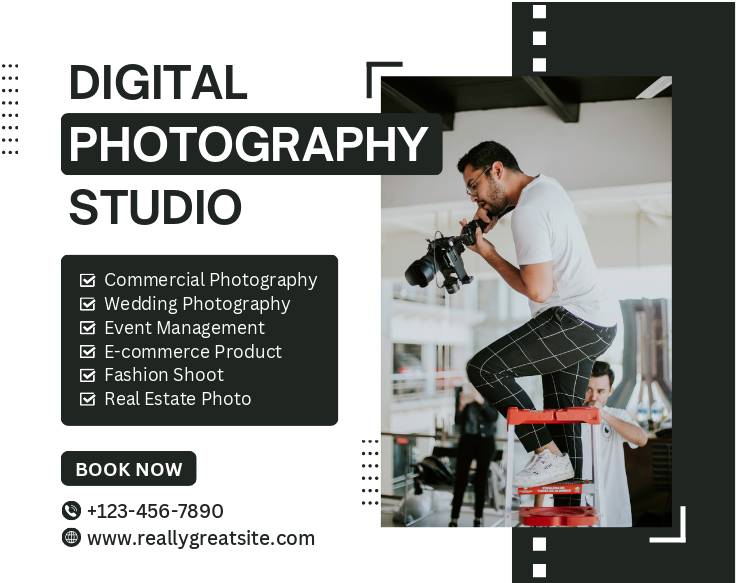 DIGITAL
PHOTOGRAPHY
STUDIO
Commercial Photography
Wedding Photography
Event Management
E-commerce Product
Fashion Shoot
Real Estate Photo
BOOK NOW
+123-456-7890
www.reallygreatsite.com